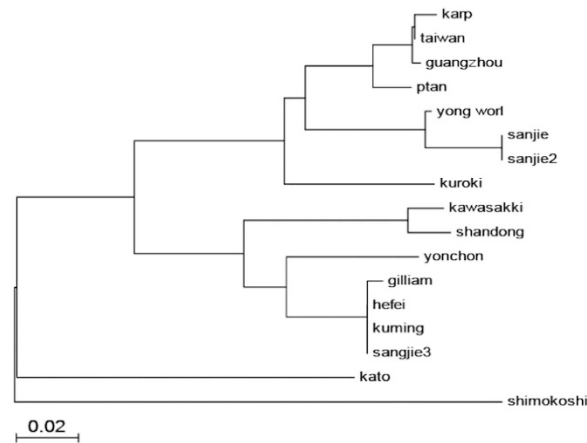 karp
taiwan
guangzhou
ptan
yong worl
sanjie
sanjie2
kuroki
kawasakki
shandong
yonchon
gilliam
hefei
kuming
sangjie3
kato
shimokoshi
0.02